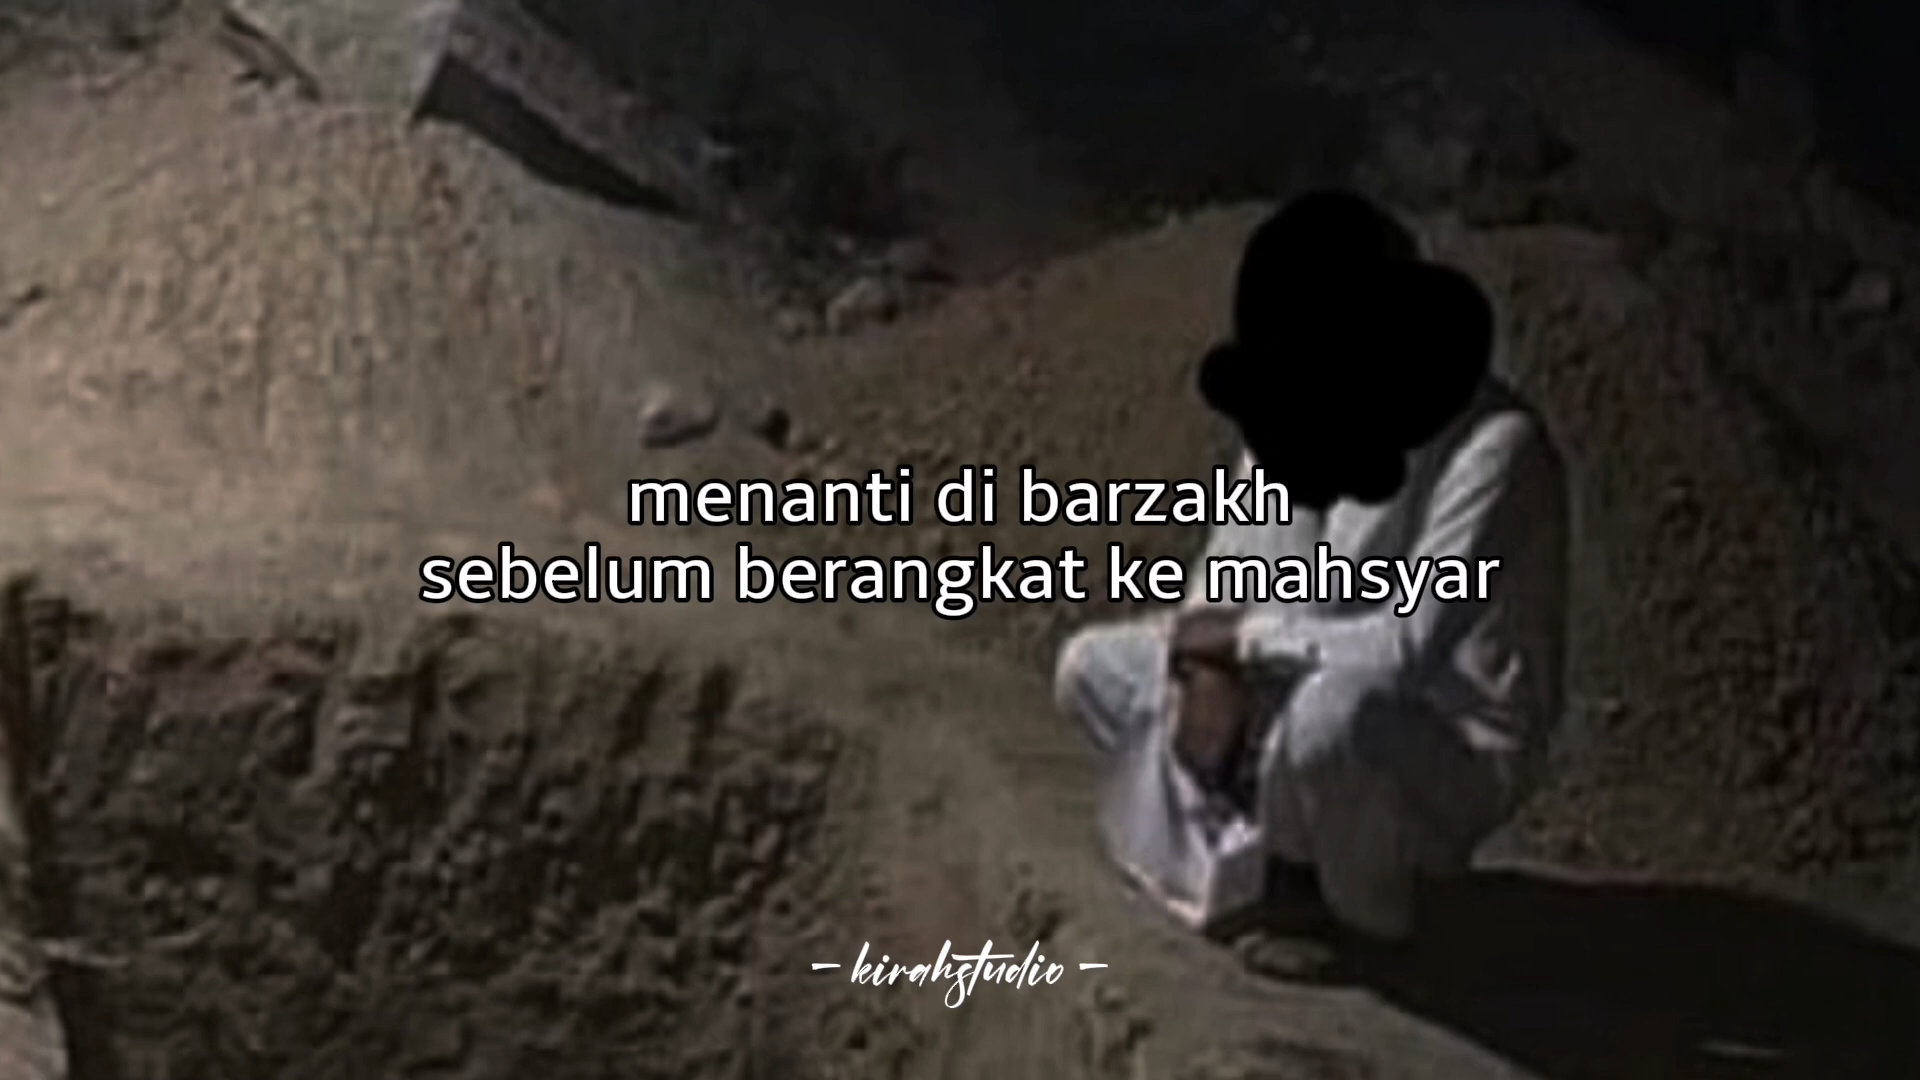 menanti di barzakh
sebelum berangkat ke mahsyar
- kirahstudio -